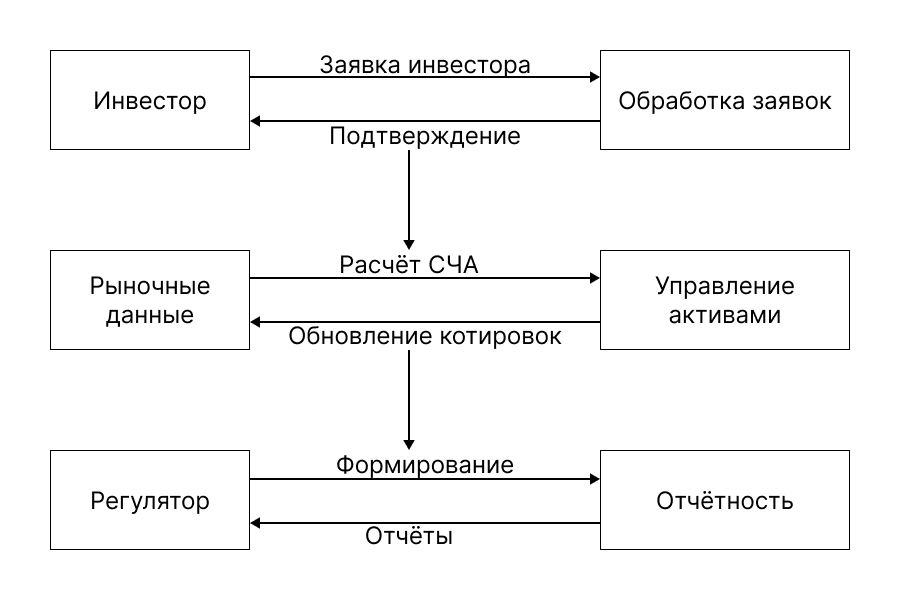 Заявка инвестора
Инвестор
Обработка заявок
Подтверждение
Расчёт СЧА
Рыночные
данные
Управление
активами
Обновление котировок
Формирование
Регулятор
Отчётность
Отчёты